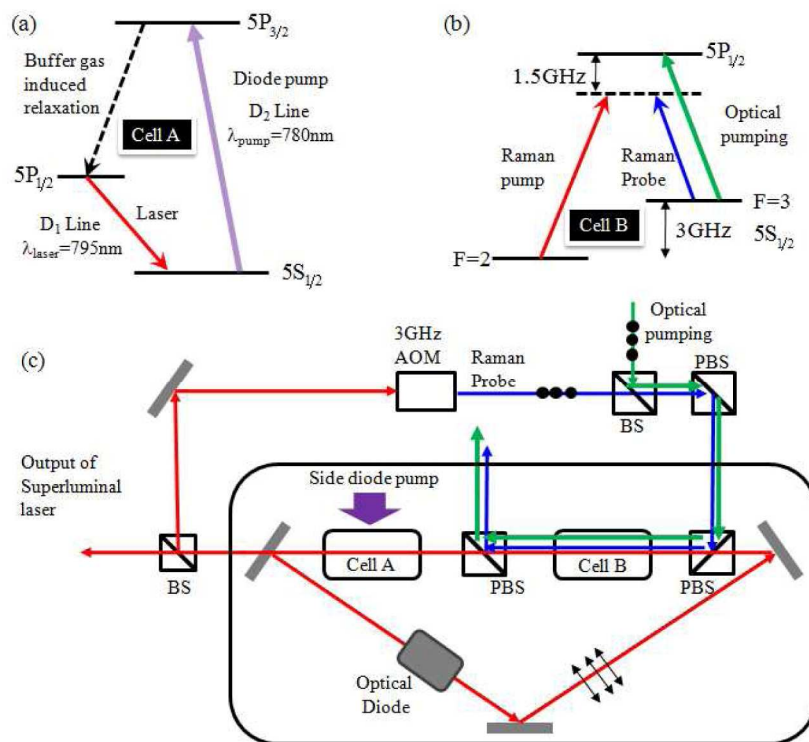 (a)
5P3/2
Buffer gas
induced
relaxation
Diode pump
D2 Line
λpump=780nm
Cell A
5P1/2
Laser
D1 Line
λlaser=795nm
5S1/2
(b)
5P1/2
1.5GHz
Optical
pumping
Raman
pump
Raman
Probe
F=3
Cell B
3GHz
5S1/2
F=2
(c)
3GHz
AOM
Raman
Probe
Optical
pumping
PBS
BS
Output of
Superluminal
laser
Side diode pump
Cell A
Cell B
BS
PBS
PBS
Optical
Diode